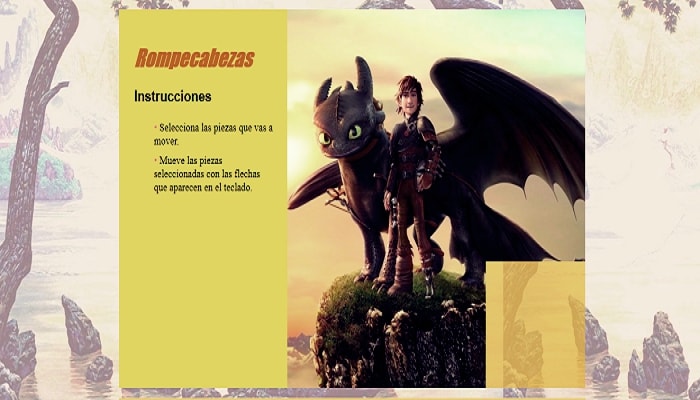 Rompecabezas
Instrucciones
• Selecciona las piezas que vas a
mover.
• Mueve las piezas
seleccionadas con las flechas
que aparecen en el teclado.